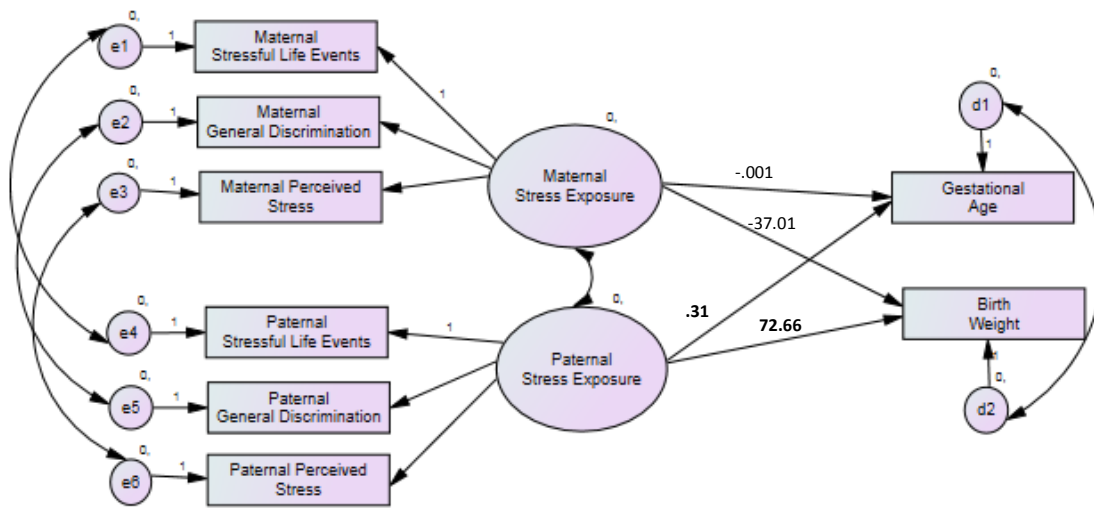 0,
e1
1
Maternal
Stressful Life Events
0,
e2
1
Maternal
General Discrimination
0,
e3
1
Maternal Perceived
Stress
0,
e4
1
Paternal
Stressful Life Events
0,
e5
1
Paternal
General Discrimination
0,
e6
1
Paternal Perceived
Stress
1
0,
Maternal
Stress Exposure
1
0,
Paternal
Stress Exposure
-.001
-37.01
.31
72.66
0,
d1
1
Gestational
Age
Birth
Weight
1
0,
d2